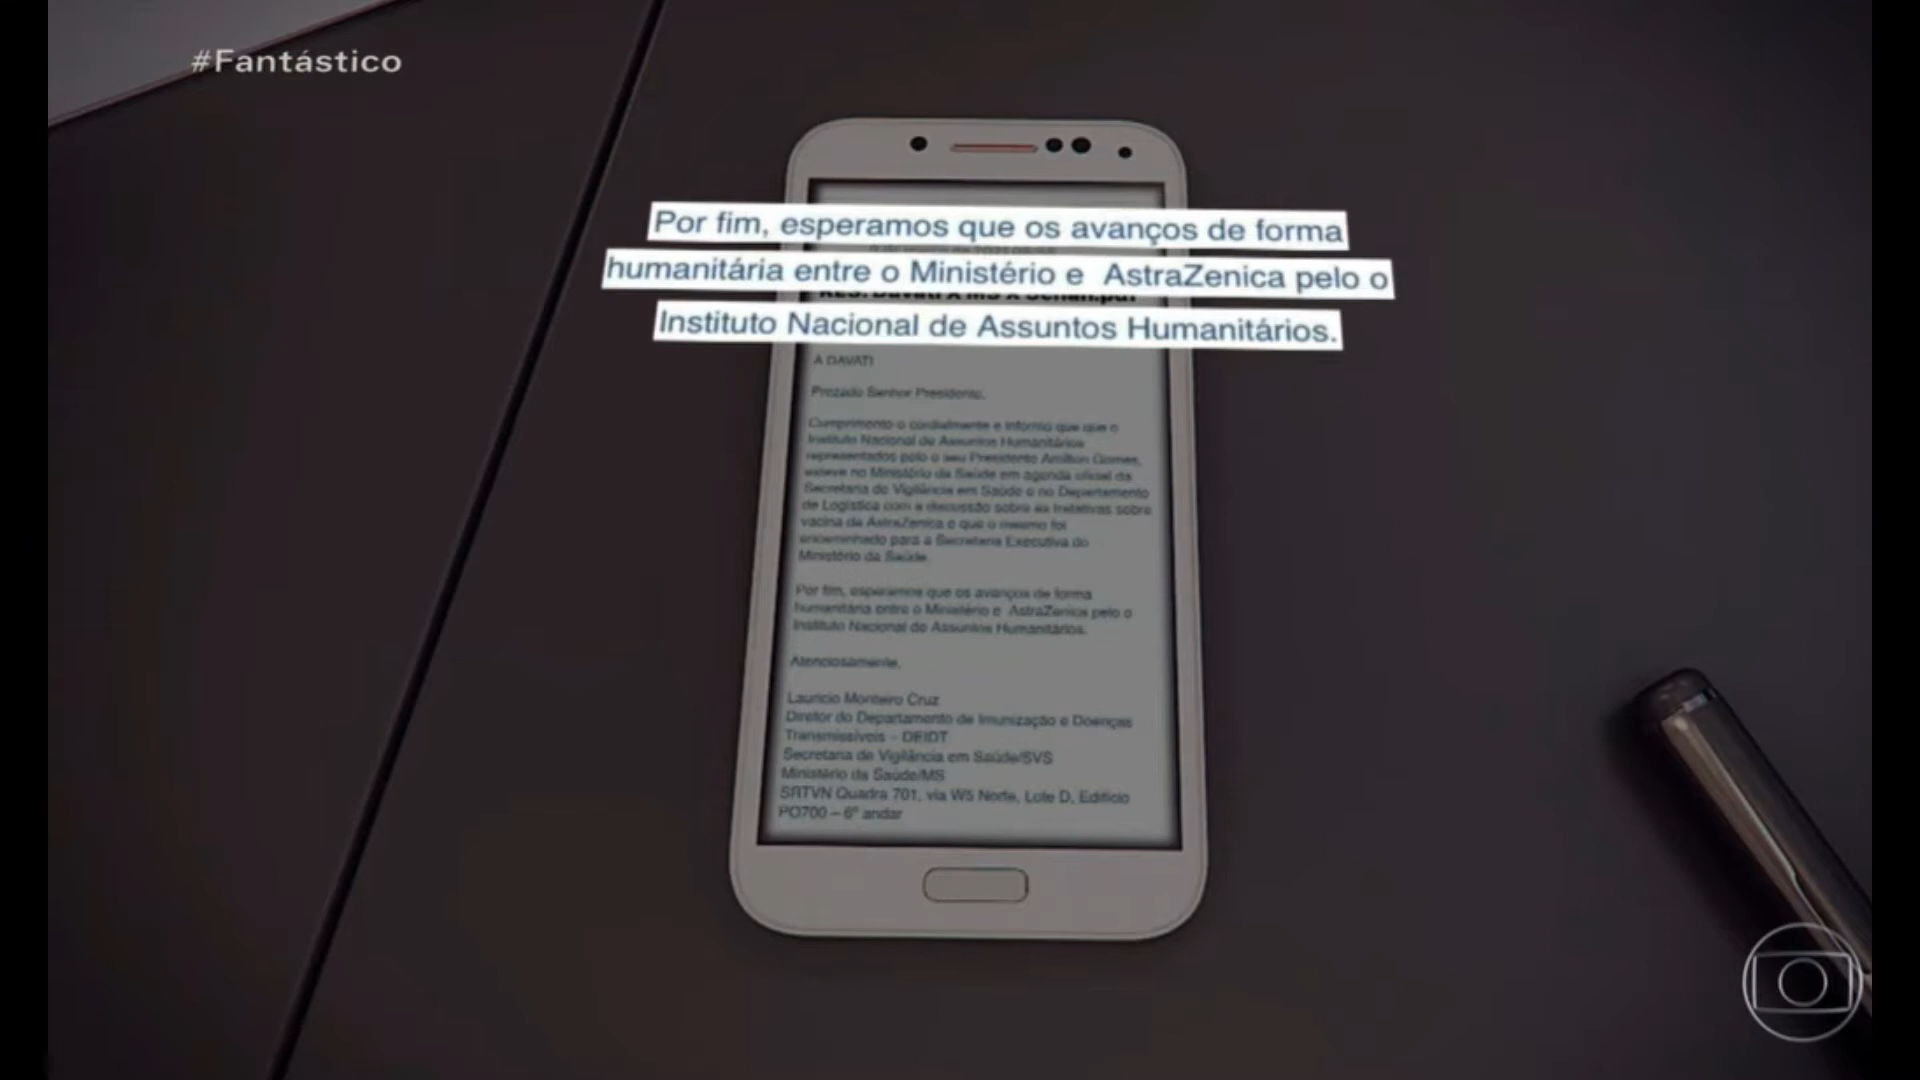 #Fantástico
Por fim, esperamos que os avanços de forma
humanitária entre o Ministério e AstraZenica pelo o
Instituto Nacional de Assuntos Humanitários.
A DAVATI
Prezado Senhor Presidente,
Cumprimento-o cordialmente e informo que que o
Instituto Nacional de Assuntos Humanitários
representados pelo o seu Presidente Amilton Gomes,
esteve no Ministério da Saúde em agenda oficial da
Secretaria de Vigilância em Saúde e no Departamento
de Logística com a discussão sobre as sobre
vacina da AstraZenica e que o mesmo foi
encaminhado para a Secretaria Executiva do
Ministério da Saúde.
Por fim, esperamos que os avanços de forma
humanitária entre o Ministério e AstraZenica pelo o
Instituto Nacional de Assuntos Humanitários.
Atenciosamente,
Lauricio Monteiro Cruz
Diretor do Departamento de Imunização e Doenças
Transmissíveis - DEIDT
Secretaria de Vigilância em Saúde/SVS
Ministério da Saúde/MS
SRTVN Quadra 701, via W5 Norte, Lote D, Edifício
PO700 – 6º andar